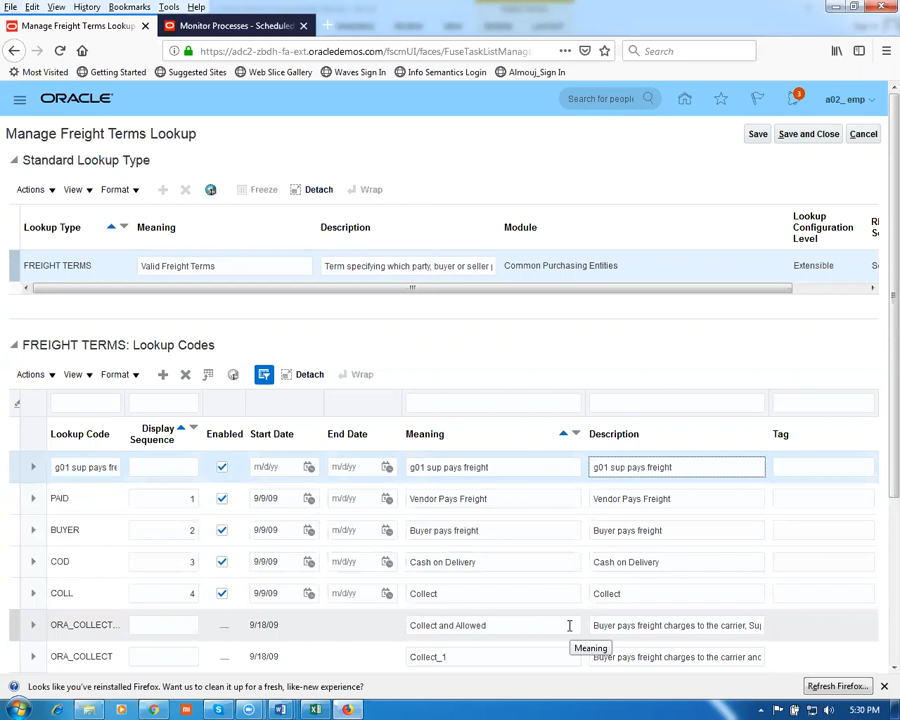 File Edit View History Bookmarks Tools Help
Manage Freight Terms Lookup × Monitor Processes - Scheduled × +
https://adc2-zbdh-fa-ext.oracledemos.com/fscmUI/faces/FuseTaskListManag Search
Most Visited Getting Started Suggested Sites Web Slice Gallery Waves Sign In Info Semantics Login Almouj_Sign In
ORACLE Search for people 3 a02_ emp
Manage Freight Terms Lookup Save Save and Close Cancel
Standard Lookup Type
Actions View Format Freeze Detach Wrap
Lookup Type Meaning Description Module Lookup Configuration Level
FREIGHT TERMS Valid Freight Terms Term specifying which party, buyer or seller Common Purchasing Entities Extensible
FREIGHT TERMS: Lookup Codes
Actions View Format Detach Wrap
Lookup Code Display Sequence Enabled Start Date End Date Meaning Description Tag
g01 sup pays fre m/d/yy m/d/yy g01 sup pays freight g01 sup pays freight
PAID 1 9/9/09 m/d/yy Vendor Pays Freight Vendor Pays Freight
BUYER 2 9/9/09 m/d/yy Buyer pays freight Buyer pays freight
COD 3 9/9/09 m/d/yy Cash on Delivery Cash on Delivery
COLL 4 9/9/09 m/d/yy Collect Collect
ORA_COLLECT... 9/18/09 Collect and Allowed Buyer pays freight charges to the carrier, Sup
Meaning
ORA_COLLECT 9/18/09 Collect_1 Buyer pays freight charges to the carrier and
Looks like you've reinstalled Firefox. Want us to clean it up for a fresh, like-new experience? Refresh Firefox...
5:30 PM